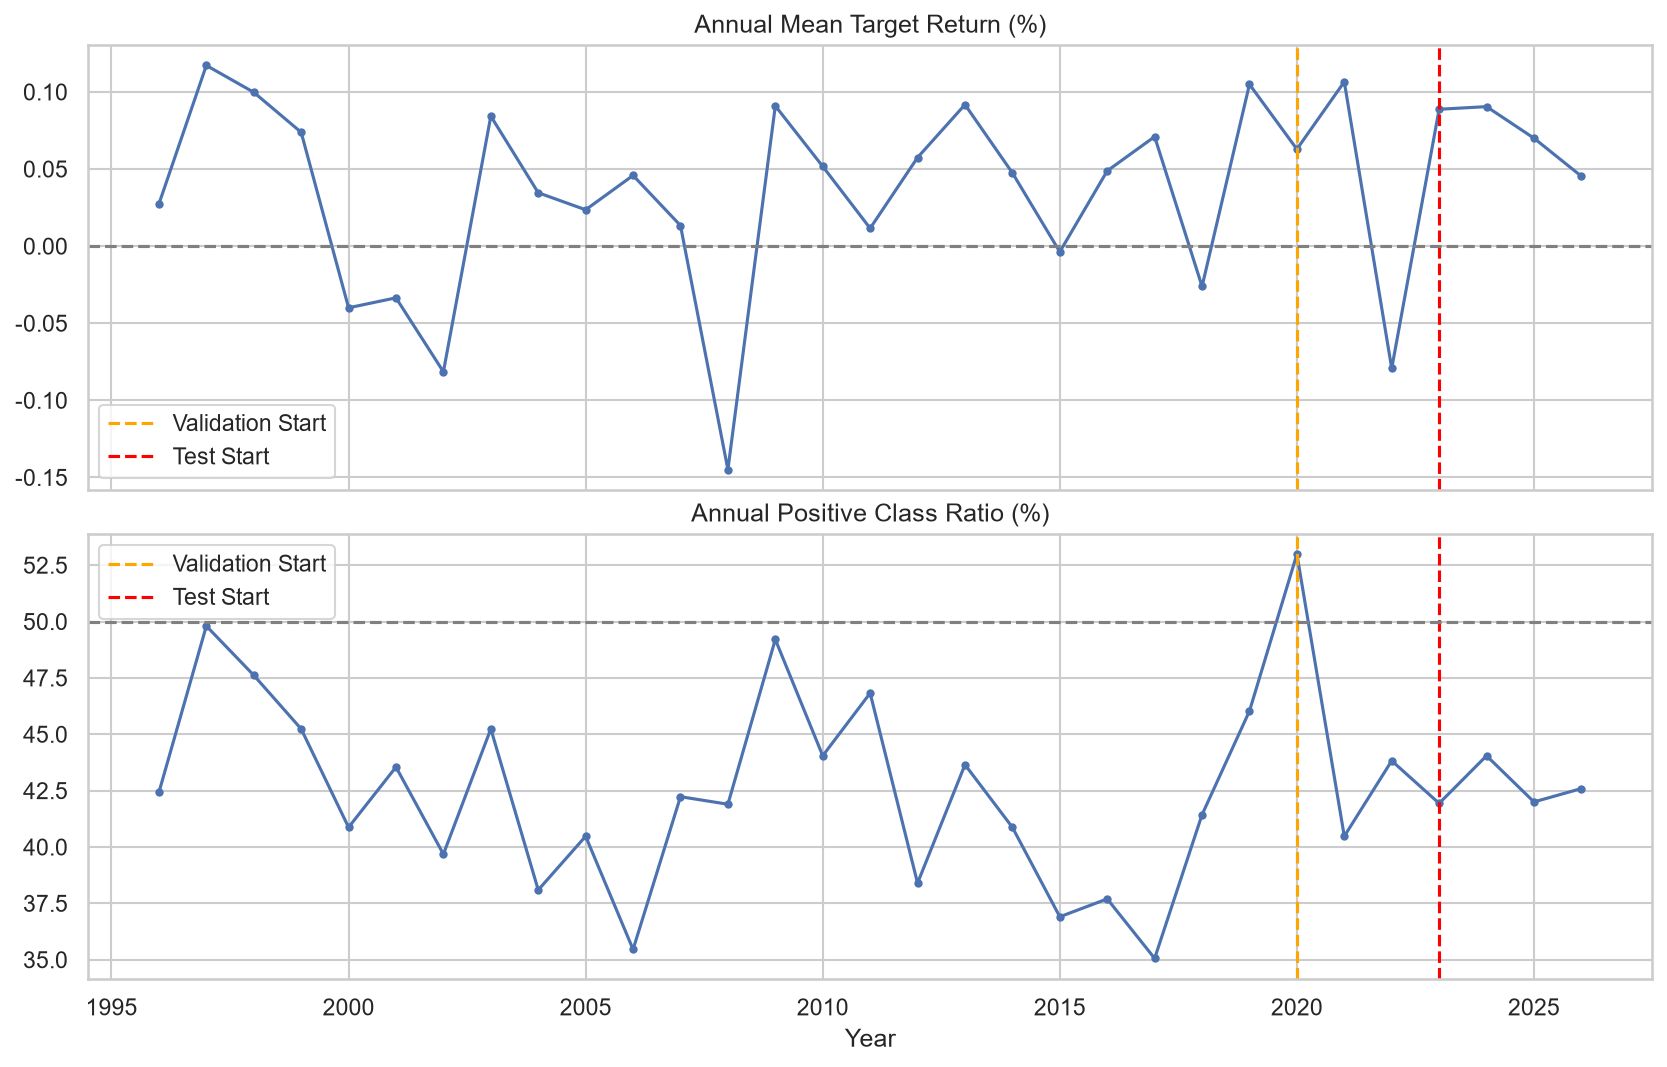 Annual Mean Target Return (%)
0.10
0.05
0.00
-0.05
-0.10
-0.15
Validation Start
Test Start
Annual Positive Class Ratio (%)
52.5
50.0
47.5
45.0
42.5
40.0
37.5
35.0
Validation Start
Test Start
1995 2000 2005 2010 2015 2020 2025
Year